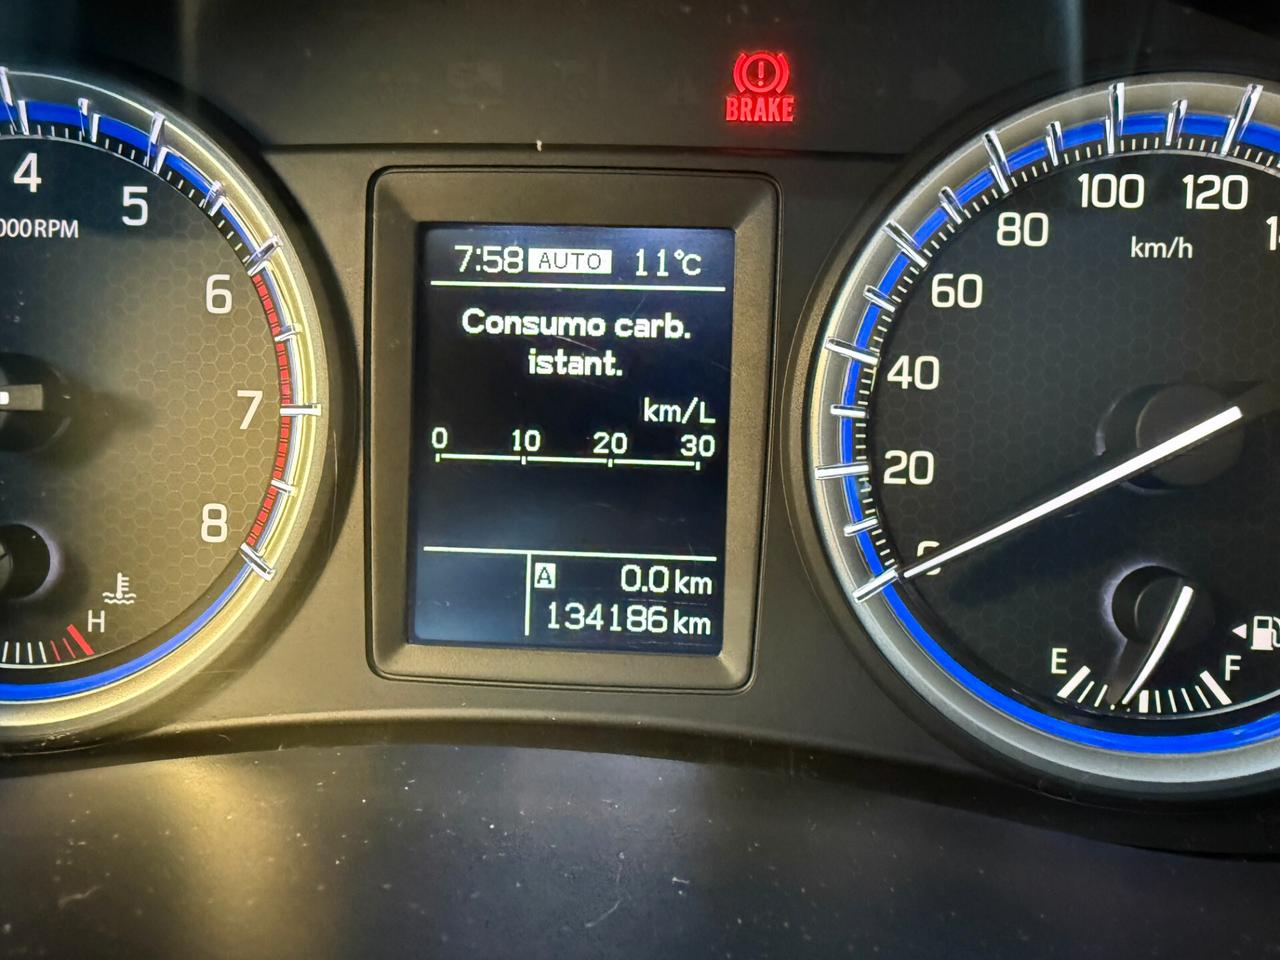 BRAKE
4
5
000RPM
6
7
8
H
7:58 AUTO 11°C
Consumo carb.
istant.
km/L
0 10 20 30
A 0.0 km
134186 km
0
20
40
60
80
100
120
km/h
E F